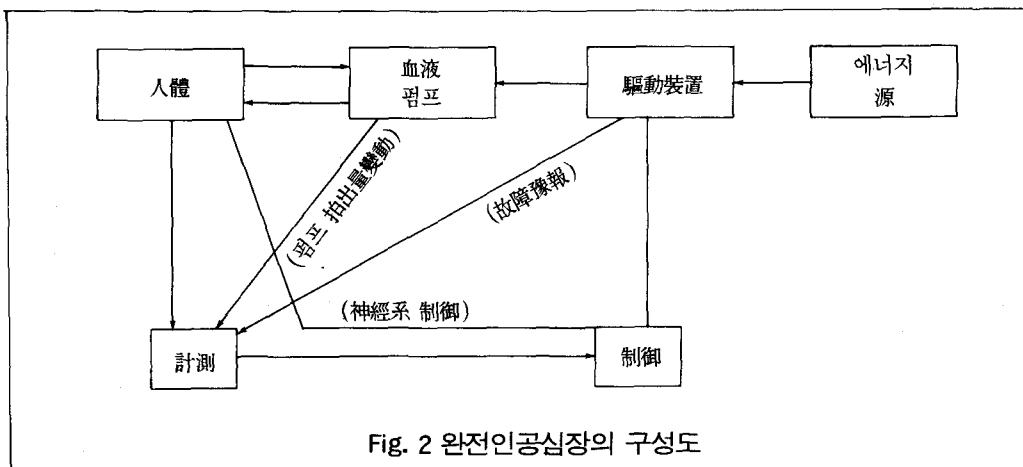 人體
血液
펌프
驅動裝置
에너지
源
(펌프 拍出量變動)
(故障豫報)
(神經系 制御)
計測
制御
Fig. 2 완전인공심장의 구성도